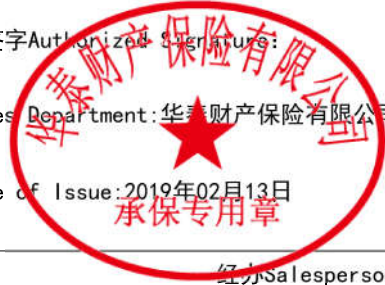 字Authorized Signature:
华泰财产保险有限公司
Department:华泰财产保险有限公司
of Issue:2019年02月13日
承保专用章
经办Salesperso